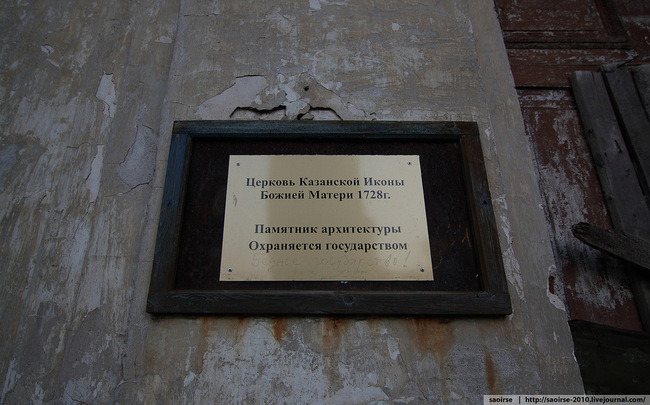 Церковь Казанской Иконы
Божией Матери 1728г.
Памятник архитектуры
Охраняется государством
saoirse | http://saoirse-2010.livejournal.com/